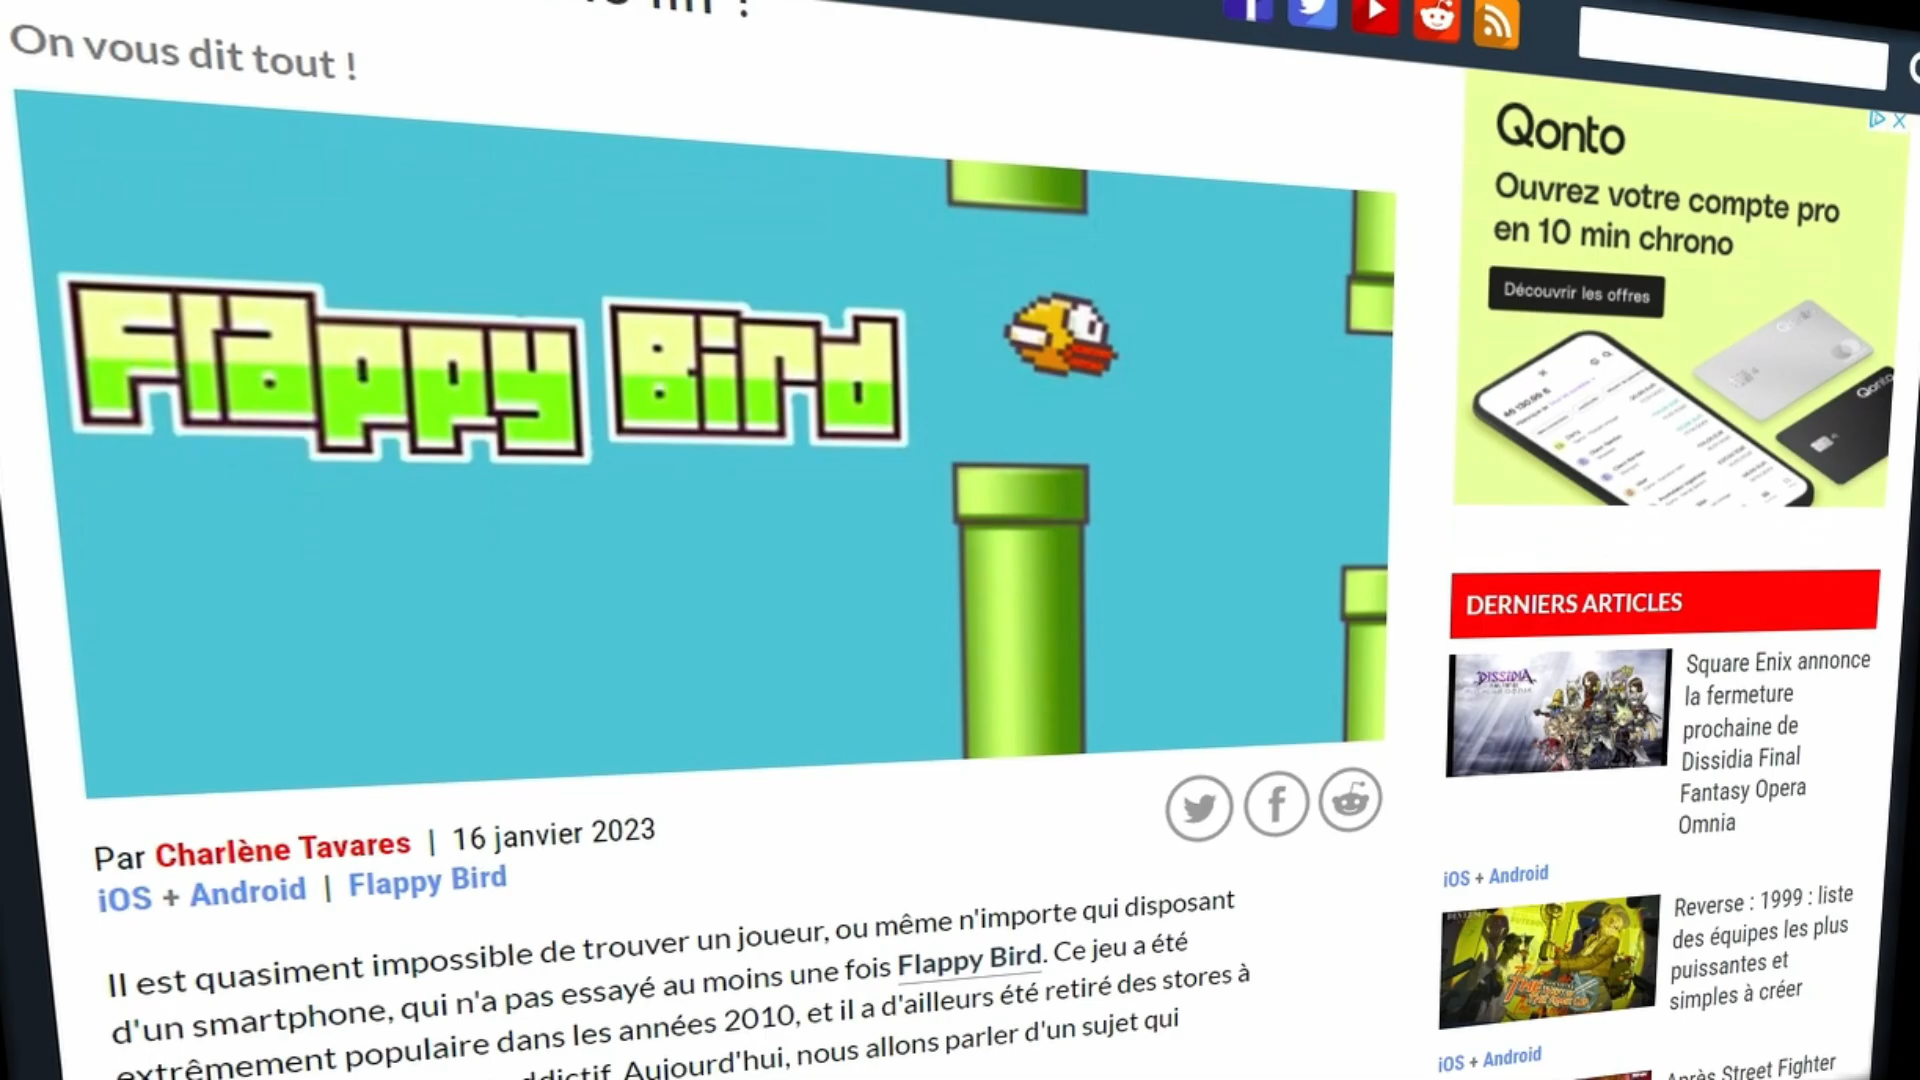 On vous dit tout !
Flappy Bird
Par Charlène Tavares | 16 janvier 2023
iOS + Android | Flappy Bird
Il est quasiment impossible de trouver un joueur, ou même n'importe qui disposant
d'un smartphone, qui n'a pas essayé au moins une fois Flappy Bird. Ce jeu a été
extrêmement populaire dans les années 2010, et il a d'ailleurs été retiré des stores à
Aujourd'hui, nous allons parler d'un sujet qui
Qonto
Ouvrez votre compte pro
en 10 min chrono
Découvrir les offres
Qonto
DERNIERS ARTICLES
DISSIDIA
Square Enix annonce
la fermeture
prochaine de
Dissidia Final
Fantasy Opera
Omnia
iOS + Android
Reverse : 1999 : liste
des équipes les plus
puissantes et
simples à créer
iOS + Android
Après Street Fighter